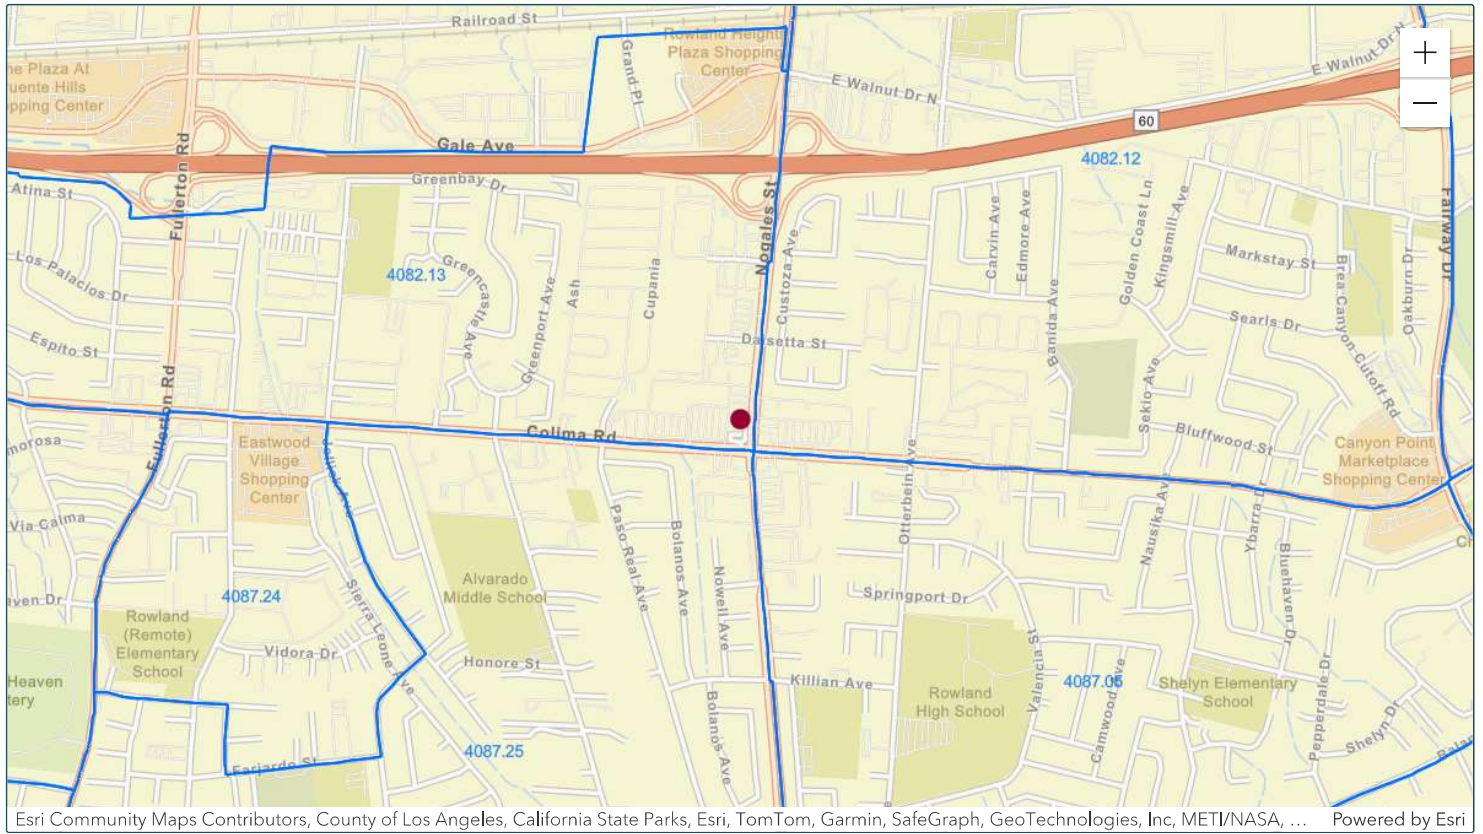 Railroad St
Rowland Heights
Plaza Shopping
Center
Grand Pl
E Walnut Dr N
E Walnut Dr N
he Plaza At
uente Hills
opping Center
60
Gale Ave
4082.12
Fullerton Rd
Atina St
Greenbay Dr
Nogales St
Fairway Dr
Los Palacios Dr
4082.13
Greencastle Ave
Greenport Ave
Ash
Cupania
Custoza Ave
Carvin Ave
Edmore Ave
Golden Coast Ln
Kingsmill Ave
Markstay St
Brea Canyon Cutoff Rd
Oakburn Dr
Searls Dr
Espito St
Daisetta St
Banida Ave
Sekio Ave
Fullerton Rd
Colima Rd
Bluffwood St
Canyon Point
Marketplace
Shopping Center
morosa
Eastwood
Village
Shopping
Center
Jellick Ave
Otterbein Ave
Nausika Ave
Ybarra Dr
Bluehaven Dr
Via Calma
Paso Real Ave
Bolanos Ave
Nowell Ave
Alvarado
Middle School
4087.24
aven Dr
Springport Dr
Rowland
(Remote)
Elementary
School
Sierra Leone Ave
Vidora Dr
Honore St
Valencia St
Heaven
tery
Killian Ave
Rowland
High School
4087.05
Camwood Ave
Shelyn Elementary
School
Pepperdale Dr
Shelyn Dr
Bolanos Ave
4087.25
Farjardo St
Balan
Esri Community Maps Contributors, County of Los Angeles, California State Parks, Esri, TomTom, Garmin, SafeGraph, GeoTechnologies, Inc, METI/NASA, ...
Powered by Esri